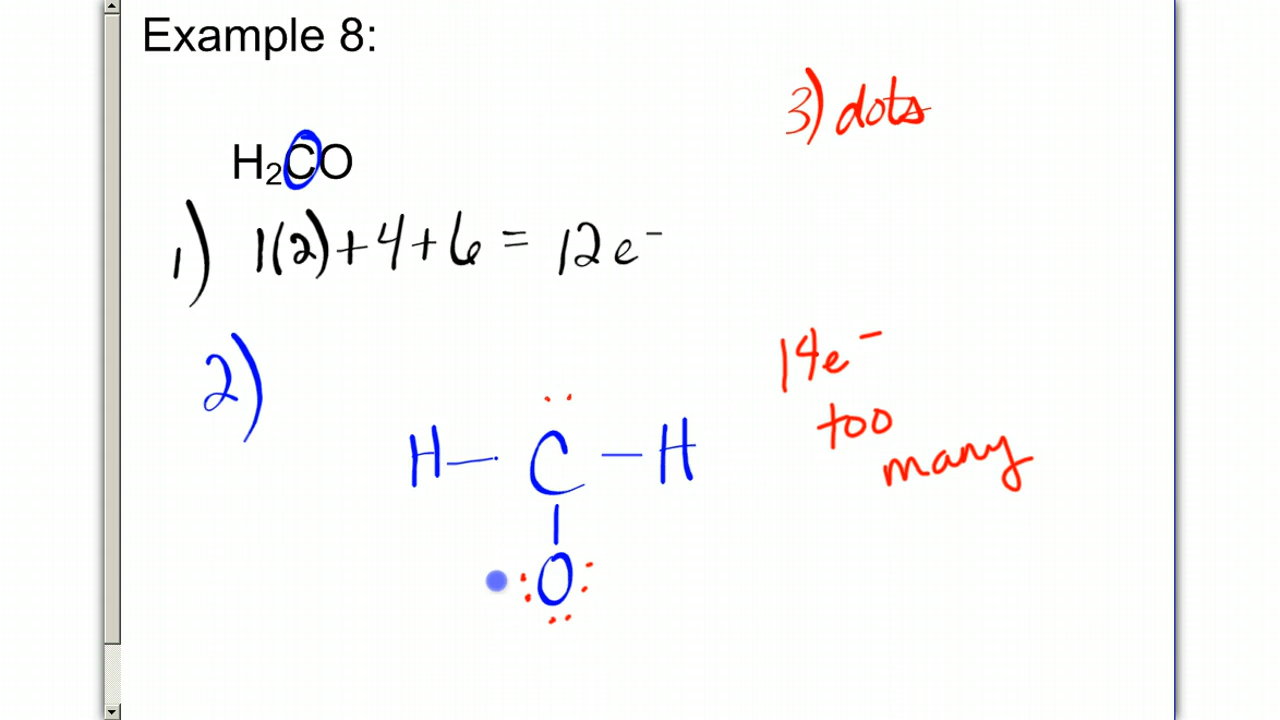 Example 8:
3) dots
H₂CO
1) 1(2)+4+6 = 12e⁻
2)
14e⁻
too
many
H—C—H
O